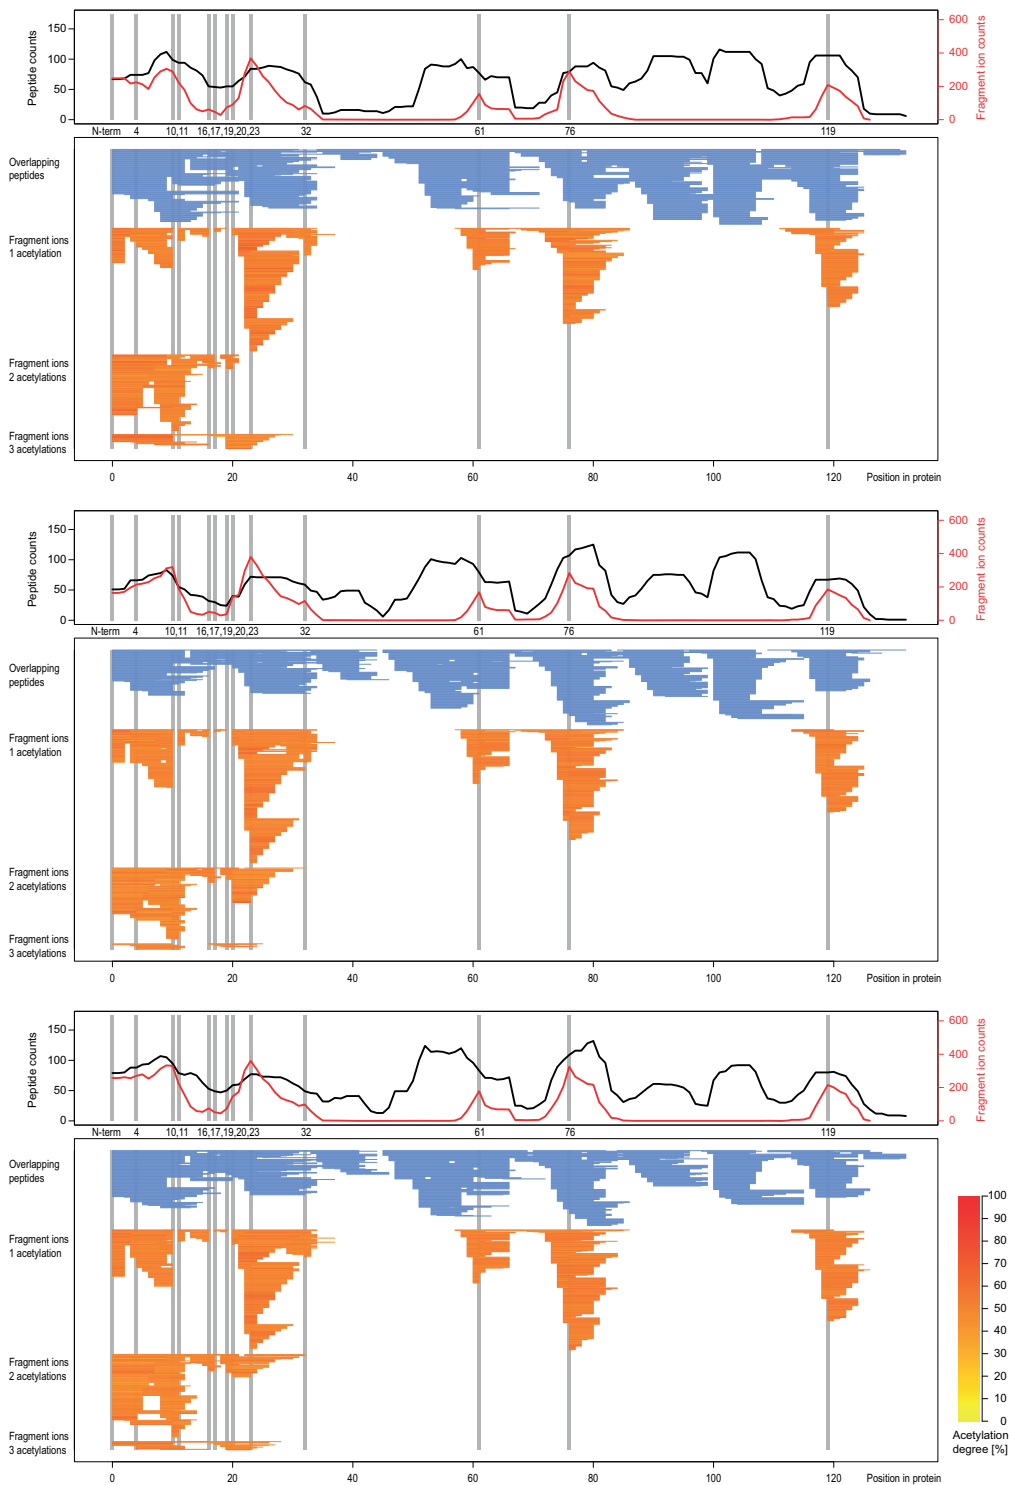 Peptide counts
150
100
50
0
600
400
200
0
Fragment ion counts
N-term 4 10,11 16,17,19,20,23 32 61 76 119
Overlapping
peptides
Fragment ions
1 acetylation
Fragment ions
2 acetylations
Fragment ions
3 acetylations
0 20 40 60 80 100 120 Position in protein
Peptide counts
150
100
50
0
600
400
200
0
Fragment ion counts
N-term 4 10,11 16,17,19,20,23 32 61 76 119
Overlapping
peptides
Fragment ions
1 acetylation
Fragment ions
2 acetylations
Fragment ions
3 acetylations
0 20 40 60 80 100 120 Position in protein
Peptide counts
150
100
50
0
600
400
200
0
Fragment ion counts
N-term 4 10,11 16,17,19,20,23 32 61 76 119
Overlapping
peptides
Fragment ions
1 acetylation
Fragment ions
2 acetylations
Fragment ions
3 acetylations
0 20 40 60 80 100 120 Position in protein
100
90
80
70
60
50
40
30
20
10
0
Acetylation
degree [%]